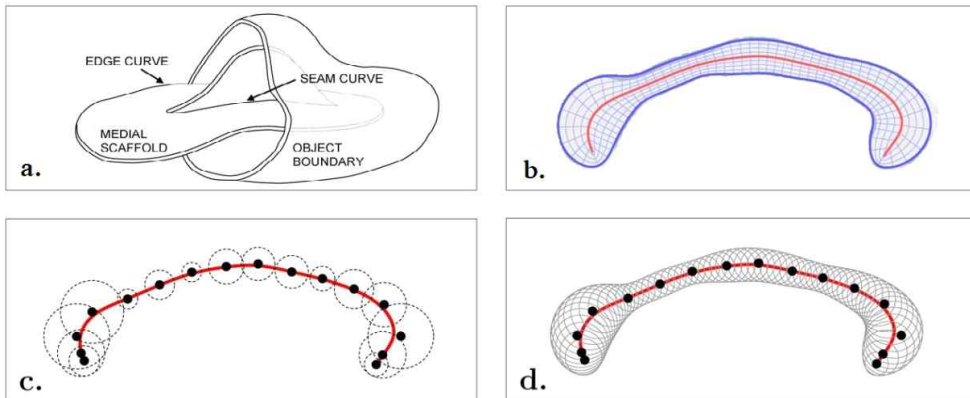 EDGE CURVE
SEAM CURVE
MEDIAL
SCAFFOLD
OBJECT
BOUNDARY
a.
b.
c.
d.